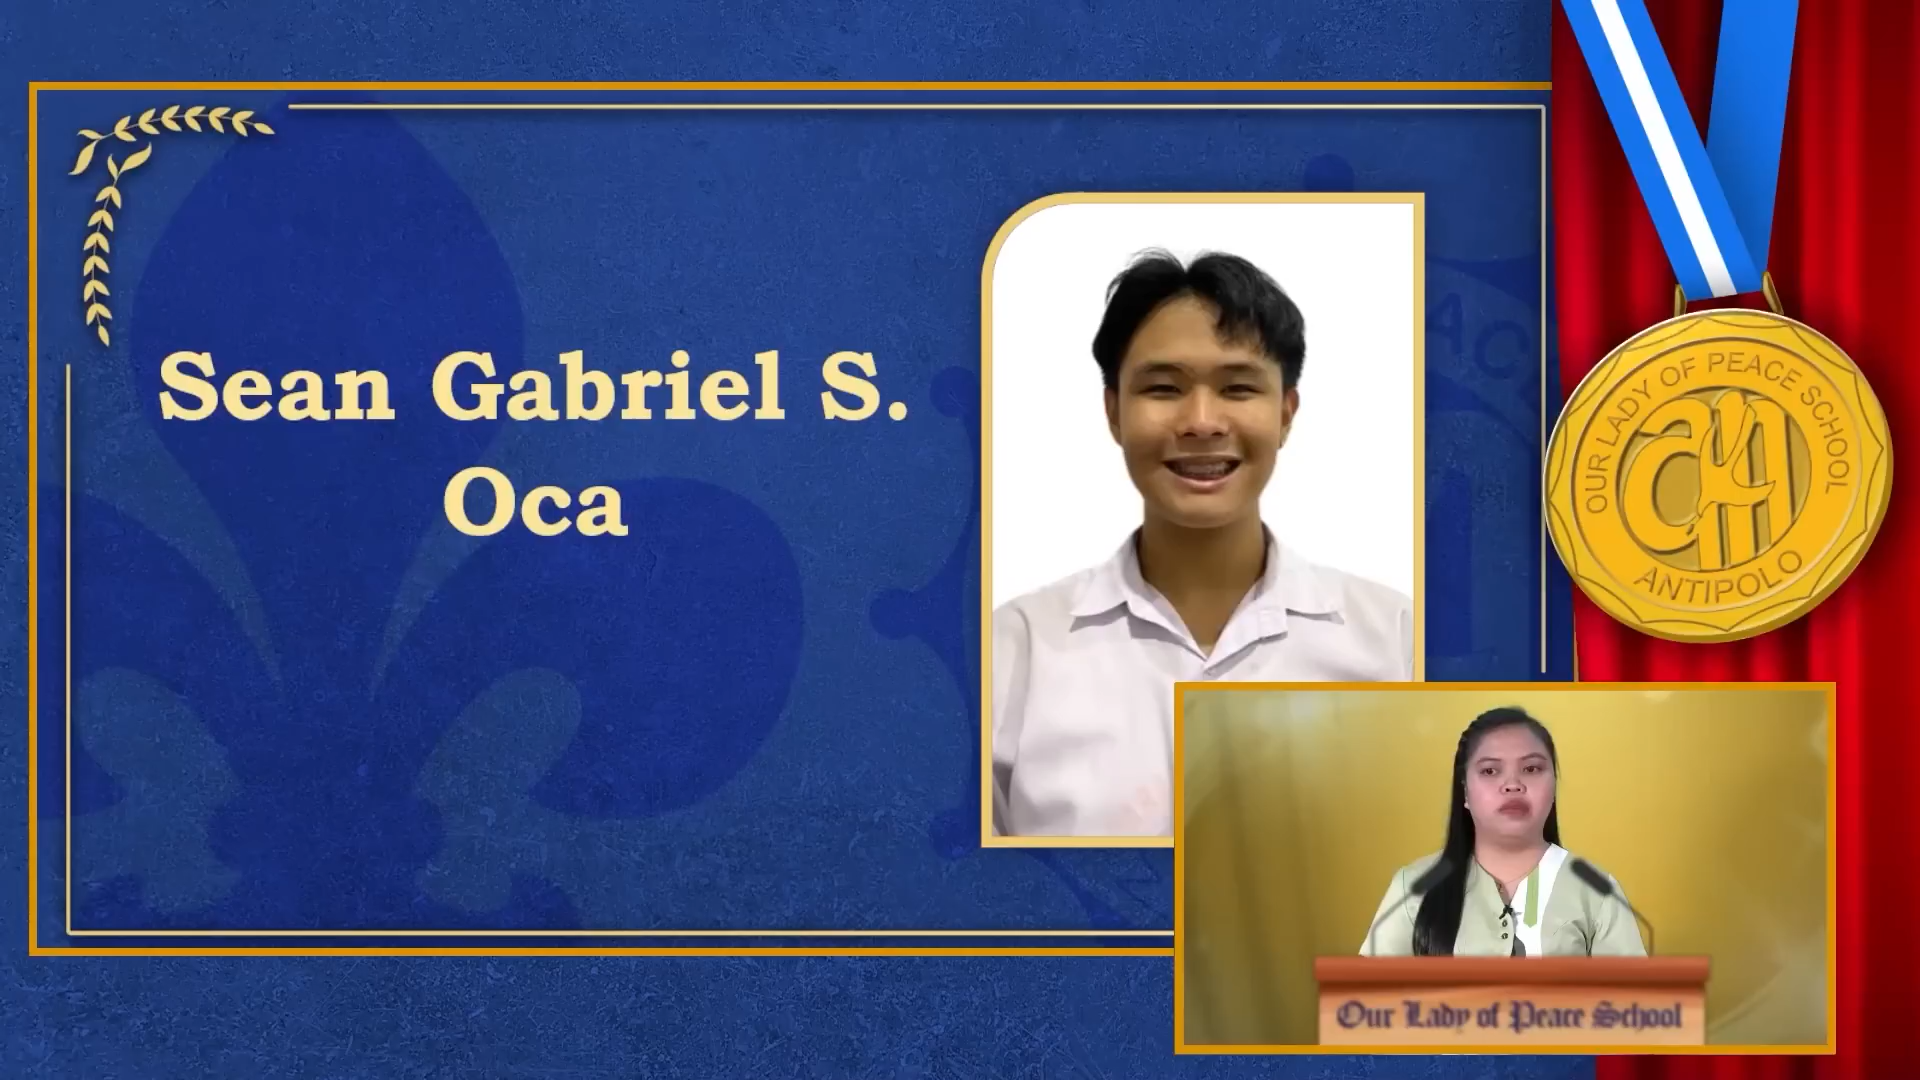 Sean Gabriel S.
Oca
OUR LADY OF PEACE SCHOOL
ANTIPOLO
Our Lady of Peace School